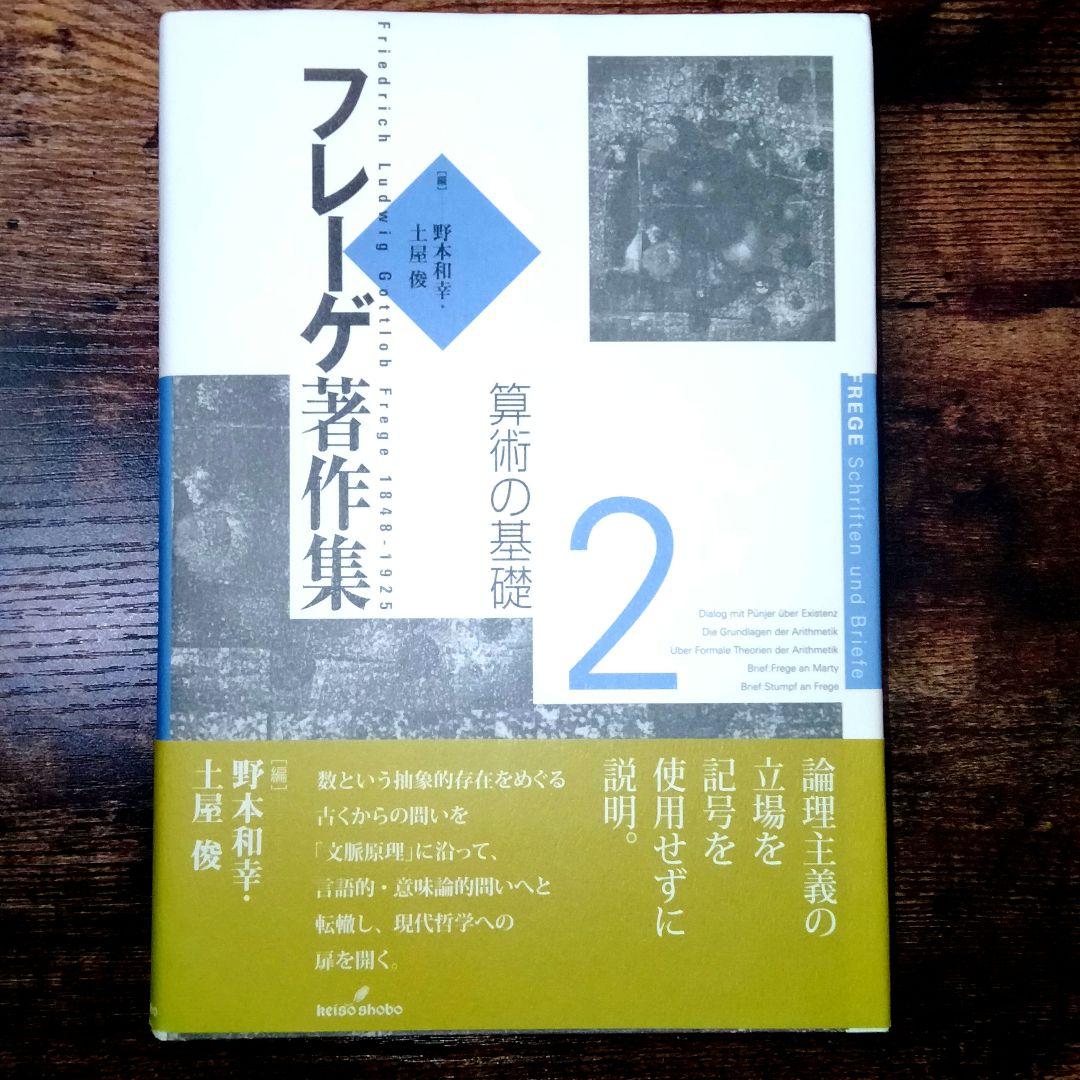 フレーゲ著作集
Friedrich Ludwig Gottlob Frege 1848-1925
[編]
野本和幸・
土屋 俊
算術の基礎
2
FREGE Schriften und Briefe
Dialog mit Pünjer über Existenz
Die Grundlagen der Arithmetik
Über Formale Theorien der Arithmetik
Brief Frege an Marty
Brief Stumpf an Frege
論理主義の
立場を
記号を
使用せずに
説明。
数という抽象的存在をめぐる
古くからの問いを
「文脈原理」に沿って、
言語的・意味論的問いへと
転轍し、現代哲学への
扉を開く。
[編]
野本和幸・
土屋 俊
keiso shobo